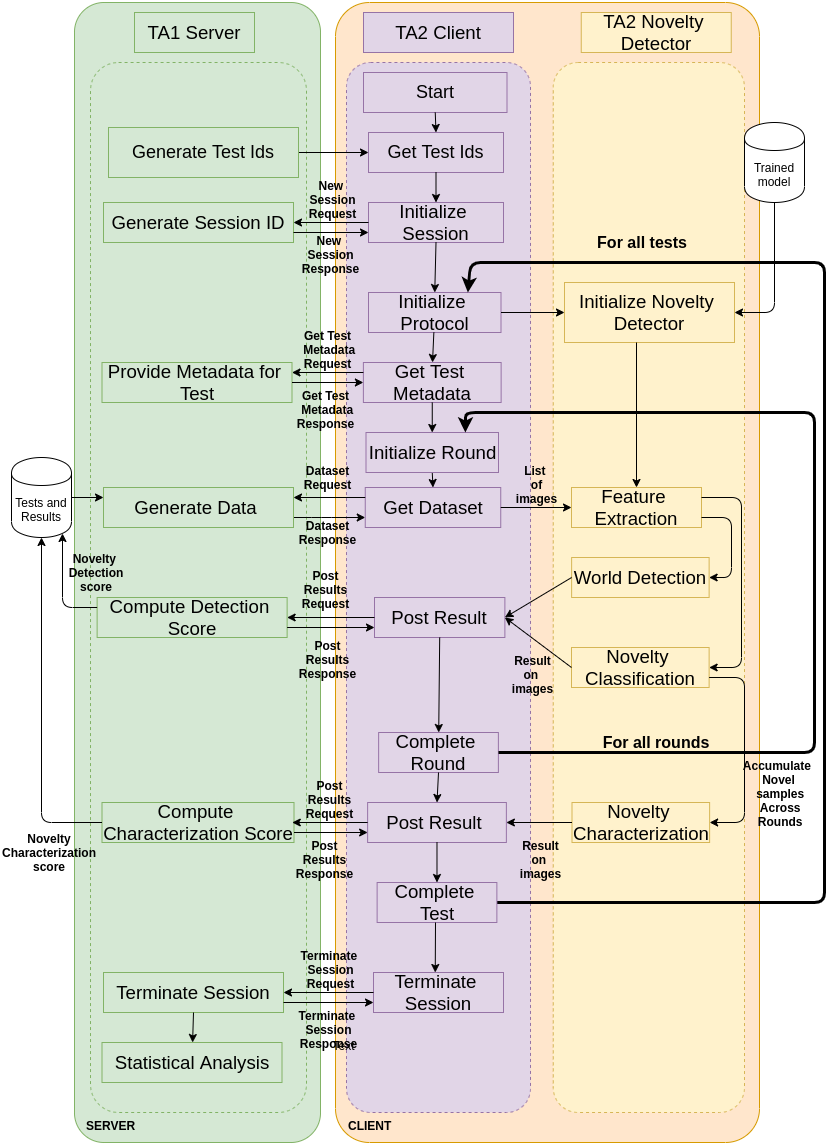 TA1 Server
TA2 Client
TA2 Novelty
Detector
Start
Generate Test Ids
Get Test Ids
Trained
model
New
Session
Request
Generate Session ID
Initialize
Session
New
Session
Response
For all tests
Initialize
Protocol
Initialize Novelty
Detector
Get Test
Metadata
Request
Provide Metadata for
Test
Get Test
Metadata
Get Test
Metadata
Response
Initialize Round
Dataset
Request
List
of
images
Tests and
Results
Generate Data
Get Dataset
Feature
Extraction
Dataset
Response
Novelty
Detection
score
Post
Results
Request
World Detection
Compute Detection
Score
Post Result
Post
Results
Response
Result
on
images
Novelty
Classification
Complete
Round
For all rounds
Accumulate
Novel
samples
Across
Rounds
Post
Results
Request
Compute
Characterization Score
Post Result
Novelty
Characterization
Novelty
Characterization
score
Post
Results
Response
Result
on
images
Complete
Test
Terminate
Session
Request
Terminate Session
Terminate
Session
Terminate
Session
Response
Text
Statistical Analysis
SERVER
CLIENT